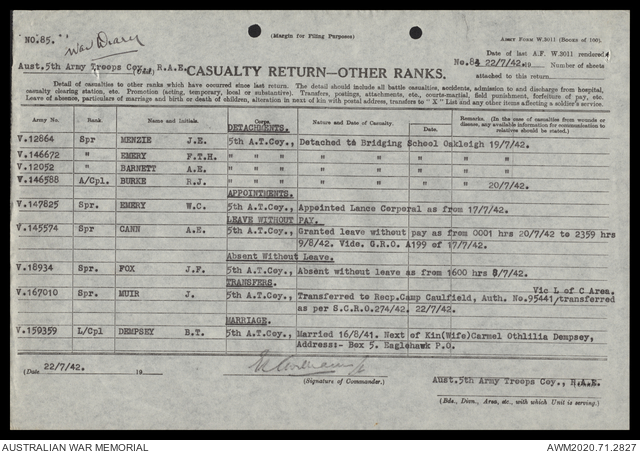 "NO.85."
War Diary
(Margin for Filing Purposes)
ARMY FORM W.3011 (Books of 100).
Date of last A.F. W.3011 rendered
No.84 22/7/42. 19 Number of sheets
attached to this return
Aust.5th Army Troops Coy., R.A.E.
CASUALTY RETURN—OTHER RANKS.
Detail of casualties to other ranks which have occurred since last return. The detail should include all battle casualties, accidents, admission to and discharge from hospital,
casualty clearing station, etc. Promotion (acting, temporary, local or substantive). Transfers, postings, attachments, etc., courts-martial, field punishment, forfeiture of pay, etc.
Leave of absence, particulars of marriage and birth or death of children, alteration in next of kin with postal address, transfers to "X" List and any other items affecting a soldier's service.
Army No. Rank Name and Initials. Corps. Nature and Date of Casualty. Date. Remarks. (In the case of casualties from wounds or disease, any available information for communication to relatives should be stated.)
DETACHMENTS.
V.12864 Spr MENZIE J.E. 5th A.T.Coy., Detached to Bridging School Oakleigh 19/7/42.
V.146672 " EMERY F.T.H. " " " " " " "
V.12052 " BARNETT A.H. " " " " " " "
V.146588 A/Cpl. BURKE R.J. " " " " " " 20/7/42.
APPOINTMENTS.
V.147825 Spr. EMERY W.C. 5th A.T.Coy., Appointed Lance Corporal as from 17/7/42.
LEAVE WITHOUT PAY.
V.145574 Spr. CANN A.E. 5th A.T.Coy., Granted leave without pay as from 0001 hrs 20/7/42 to 2359 hrs
9/8/42. Vide. G.R.O. A199 of 17/7/42.
Absent Without Leave.
V.18934 Spr. FOX J.F. 5th A.T.Coy., Absent without leave as from 1600 hrs 8/7/42.
TRANSFERS.
Vic L of C Area.
V.167010 Spr. MUIR J. 5th A.T.Coy., Transferred to Recp.Camp Caulfield, Auth. No.95441/transferred
as per S.C.R.O.274/42. 22/7/42.
MARRIAGE.
V.159359 L/Cpl DEMPSEY B.T. 5th A.T.Coy., Married 16/8/41. Next of Kin(Wife)Carmel Othlilia Dempsey,
Address:- Box 5. Eaglehawk P.O.
(Date 22/7/42. 19
(Signature of Commander.)
Aust.5th Army Troops Coy., R.A.E.
(Bde., Divn., Area, etc., with which Unit is serving.)
AUSTRALIAN WAR MEMORIAL
AWM2020.71.2827